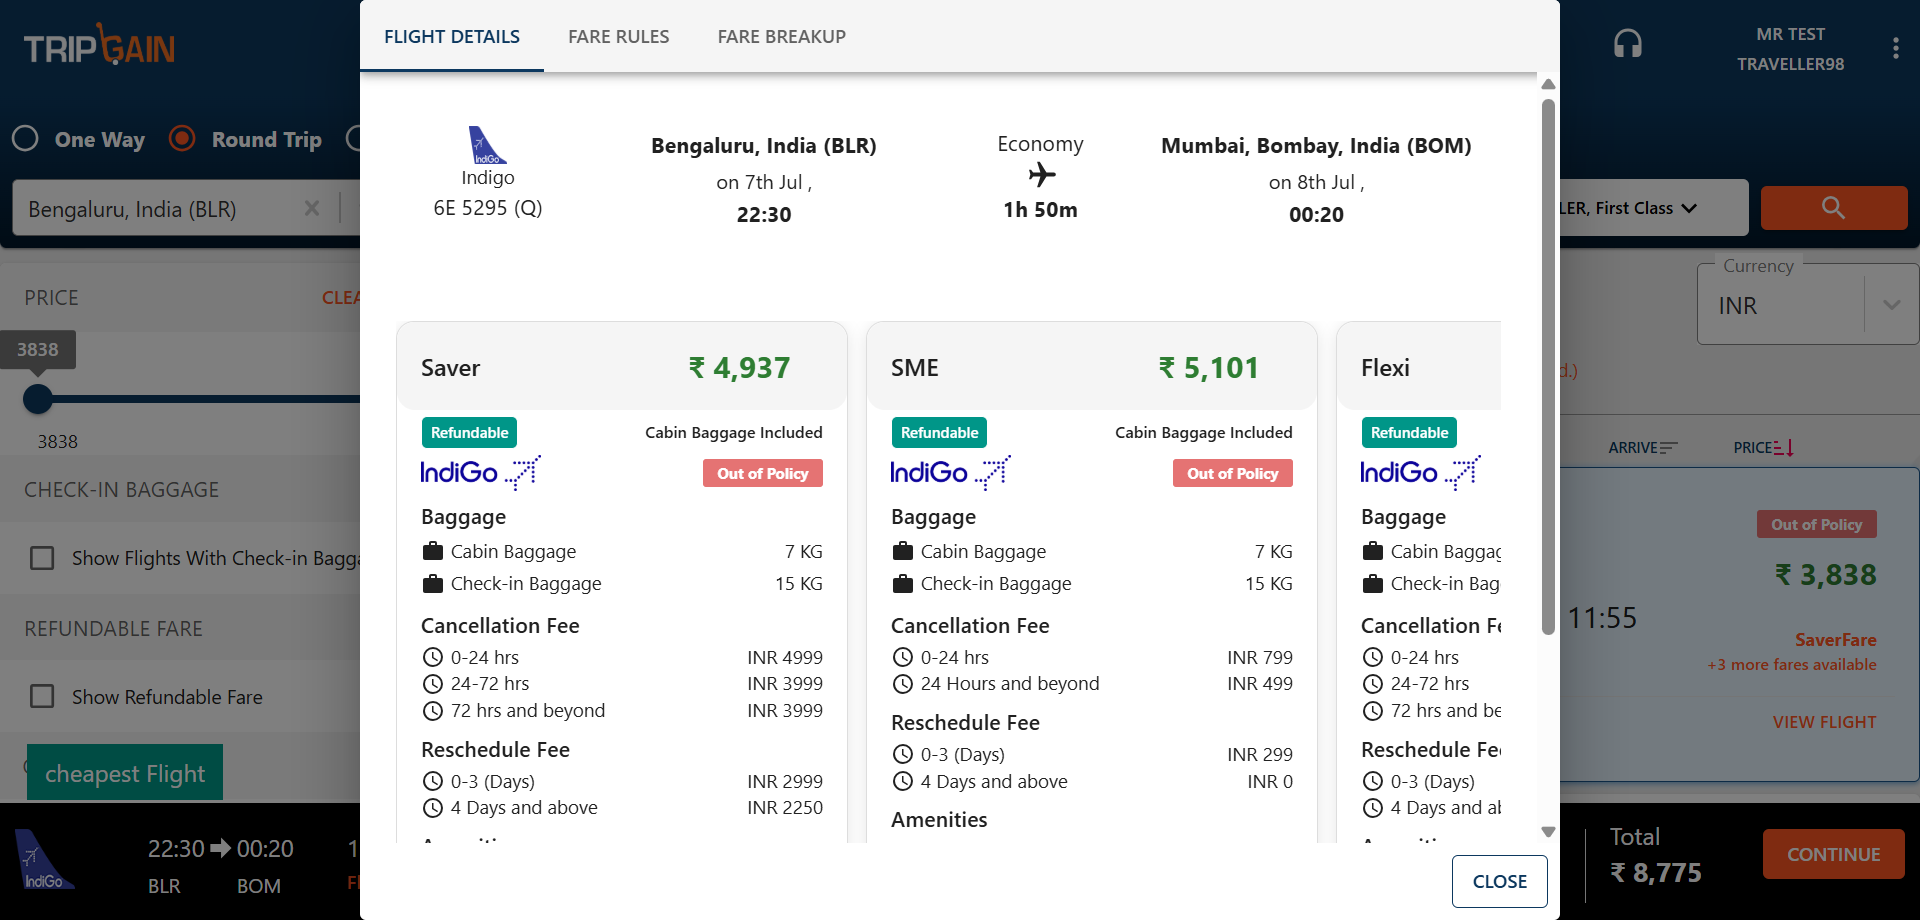 TRIPGAIN
MR TEST
TRAVELLER98
One Way
Round Trip
Bengaluru, India (BLR)
LER, First Class
PRICE
CLEA
3838
3838
CHECK-IN BAGGAGE
Show Flights With Check-in Bagga
REFUNDABLE FARE
Show Refundable Fare
cheapest Flight
Currency
INR
d.)
ARRIVE
PRICE
Out of Policy
₹ 3,838
11:55
SaverFare
+3 more fares available
VIEW FLIGHT
FLIGHT DETAILS
FARE RULES
FARE BREAKUP
IndiGo
Indigo
6E 5295 (Q)
Bengaluru, India (BLR)
on 7th Jul ,
22:30
Economy
1h 50m
Mumbai, Bombay, India (BOM)
on 8th Jul ,
00:20
Saver ₹ 4,937
Refundable Cabin Baggage Included
IndiGo Out of Policy
Baggage
Cabin Baggage 7 KG
Check-in Baggage 15 KG
Cancellation Fee
0-24 hrs INR 4999
24-72 hrs INR 3999
72 hrs and beyond INR 3999
Reschedule Fee
0-3 (Days) INR 2999
4 Days and above INR 2250
SME ₹ 5,101
Refundable Cabin Baggage Included
IndiGo Out of Policy
Baggage
Cabin Baggage 7 KG
Check-in Baggage 15 KG
Cancellation Fee
0-24 hrs INR 799
24 Hours and beyond INR 499
Reschedule Fee
0-3 (Days) INR 299
4 Days and above INR 0
Amenities
Flexi
Refundable
IndiGo
Baggage
Cabin Baggag
Check-in Bag
Cancellation Fe
0-24 hrs
24-72 hrs
72 hrs and be
Reschedule Fee
0-3 (Days)
4 Days and ab
CLOSE
IndiGo
22:30 00:20 1
BLR BOM Fl
Total
₹ 8,775
CONTINUE